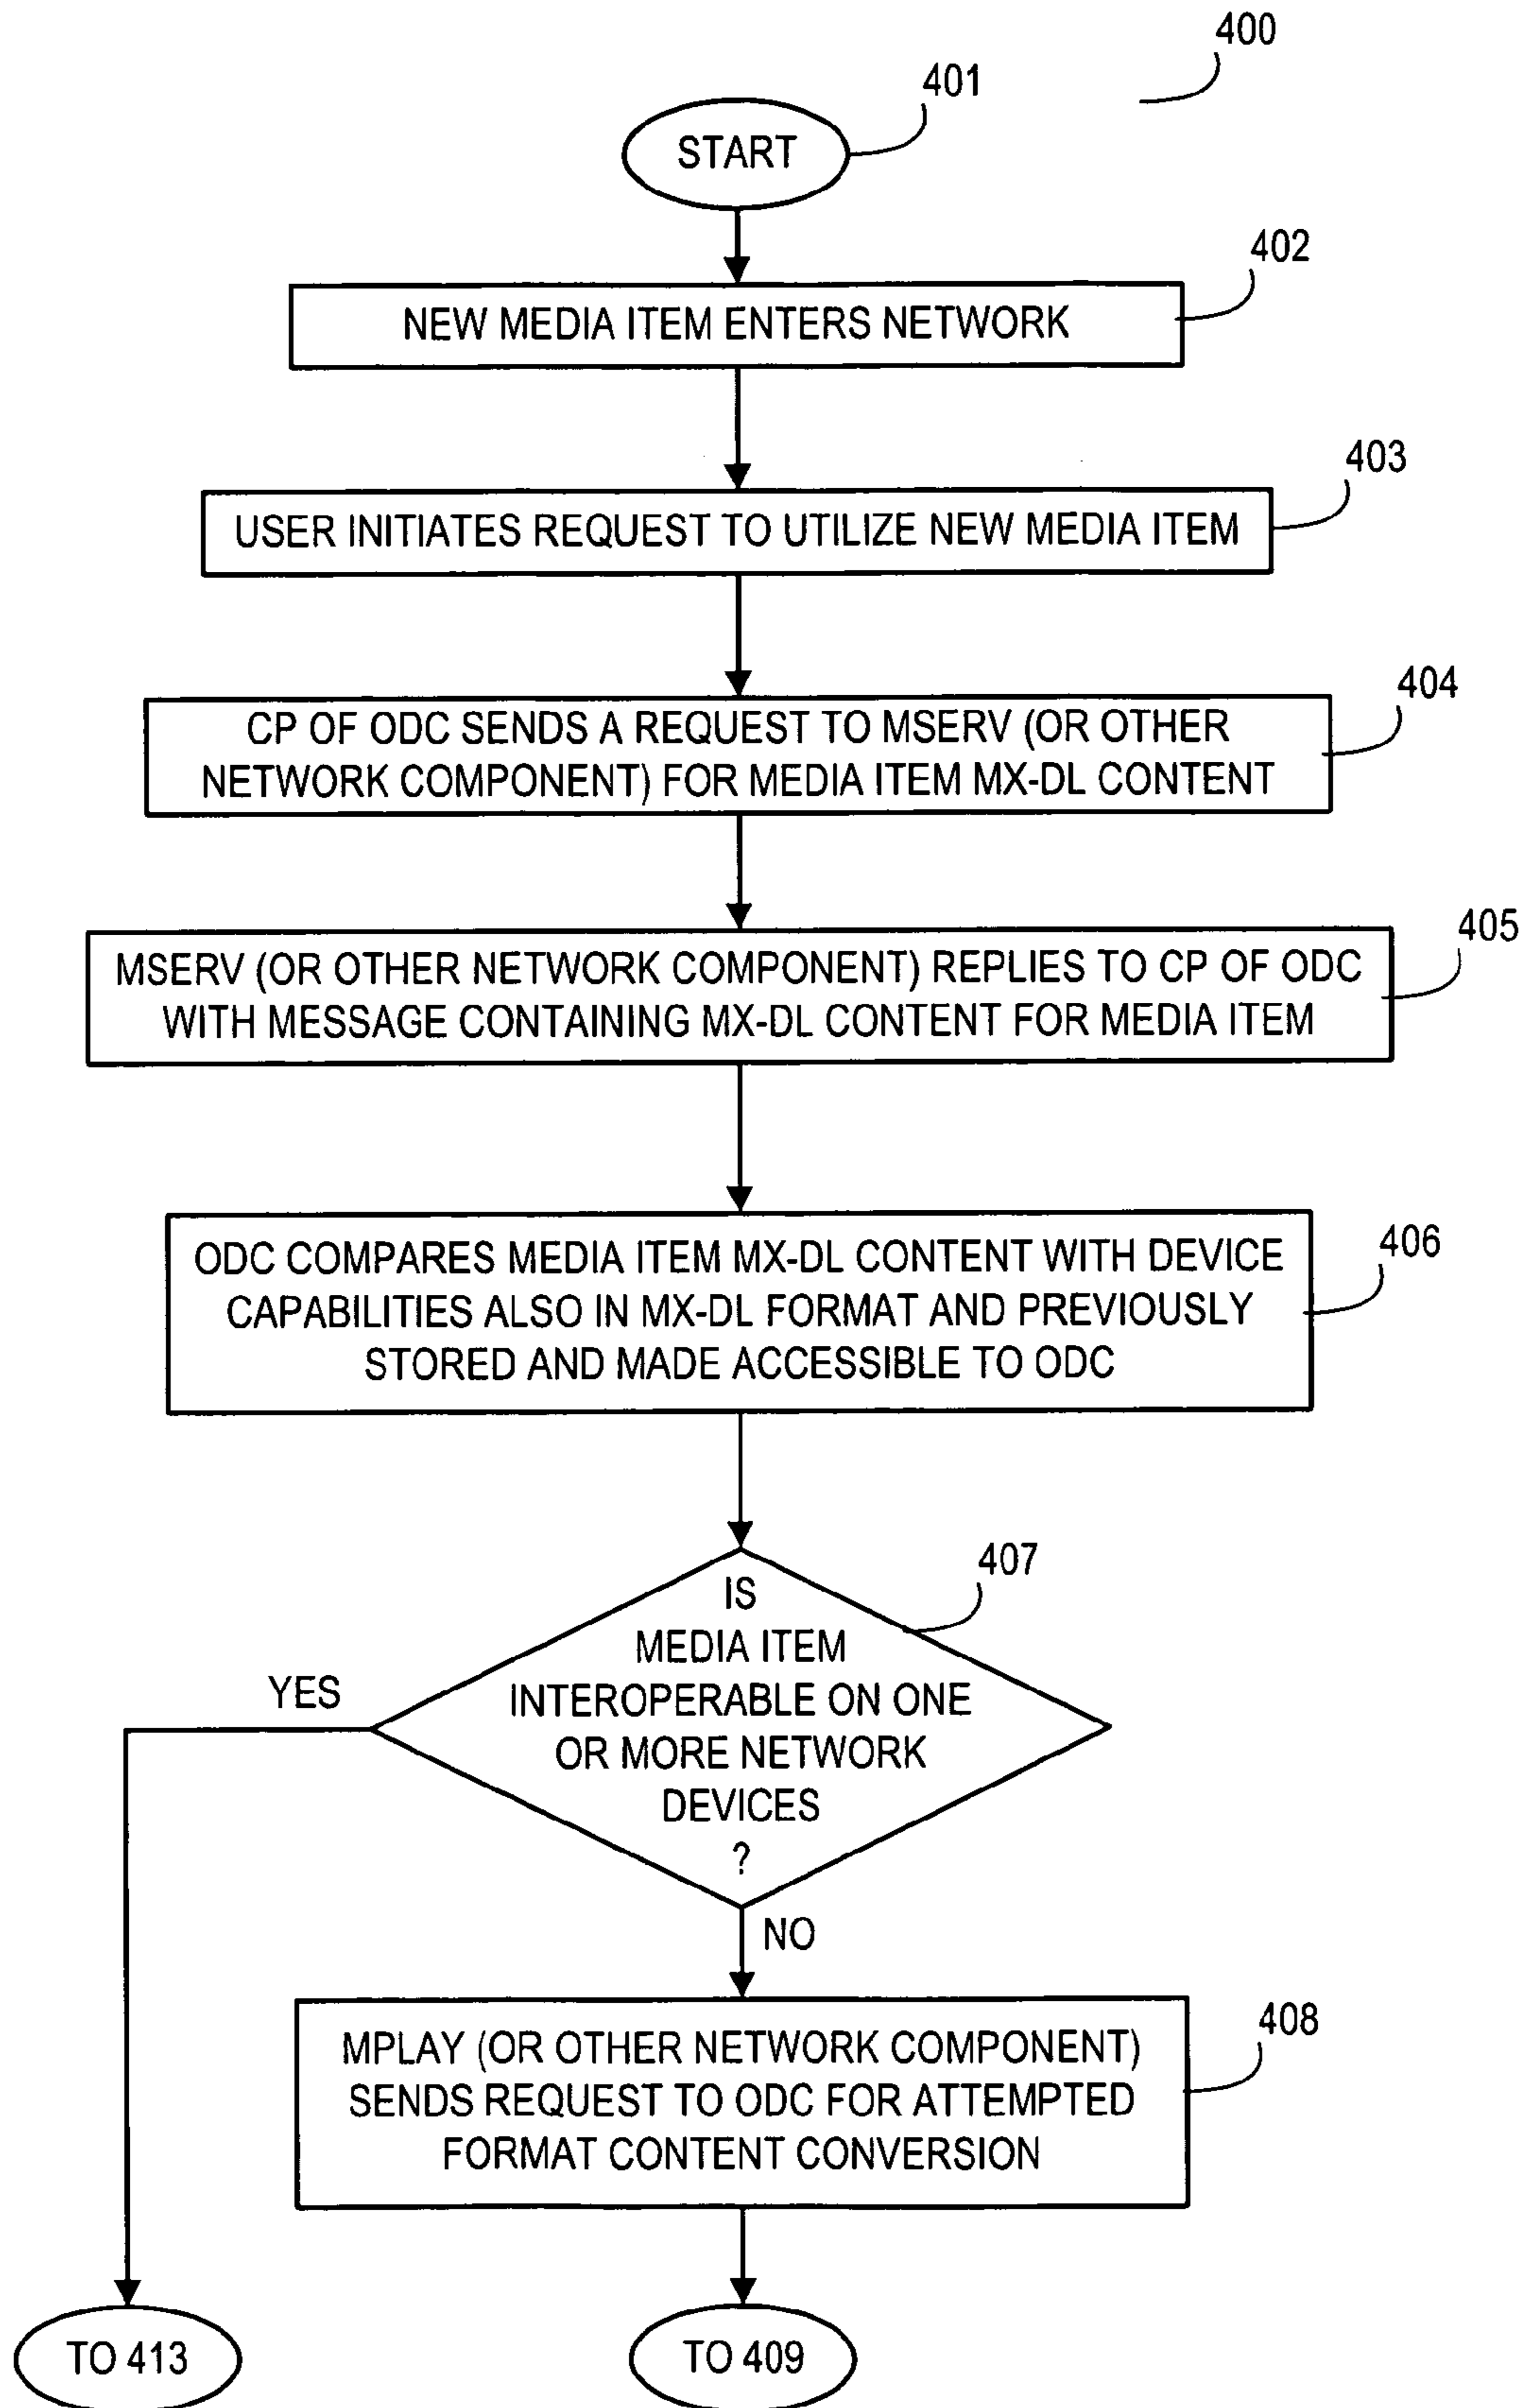 400
401
START
402
NEW MEDIA ITEM ENTERS NETWORK
403
USER INITIATES REQUEST TO UTILIZE NEW MEDIA ITEM
404
CP OF ODC SENDS A REQUEST TO MSERV (OR OTHER
NETWORK COMPONENT) FOR MEDIA ITEM MX-DL CONTENT
405
MSERV (OR OTHER NETWORK COMPONENT) REPLIES TO CP OF ODC
WITH MESSAGE CONTAINING MX-DL CONTENT FOR MEDIA ITEM
406
ODC COMPARES MEDIA ITEM MX-DL CONTENT WITH DEVICE
CAPABILITIES ALSO IN MX-DL FORMAT AND PREVIOUSLY
STORED AND MADE ACCESSIBLE TO ODC
407
IS
MEDIA ITEM
INTEROPERABLE ON ONE
OR MORE NETWORK
DEVICES
?
YES
NO
408
MPLAY (OR OTHER NETWORK COMPONENT)
SENDS REQUEST TO ODC FOR ATTEMPTED
FORMAT CONTENT CONVERSION
TO 413
TO 409